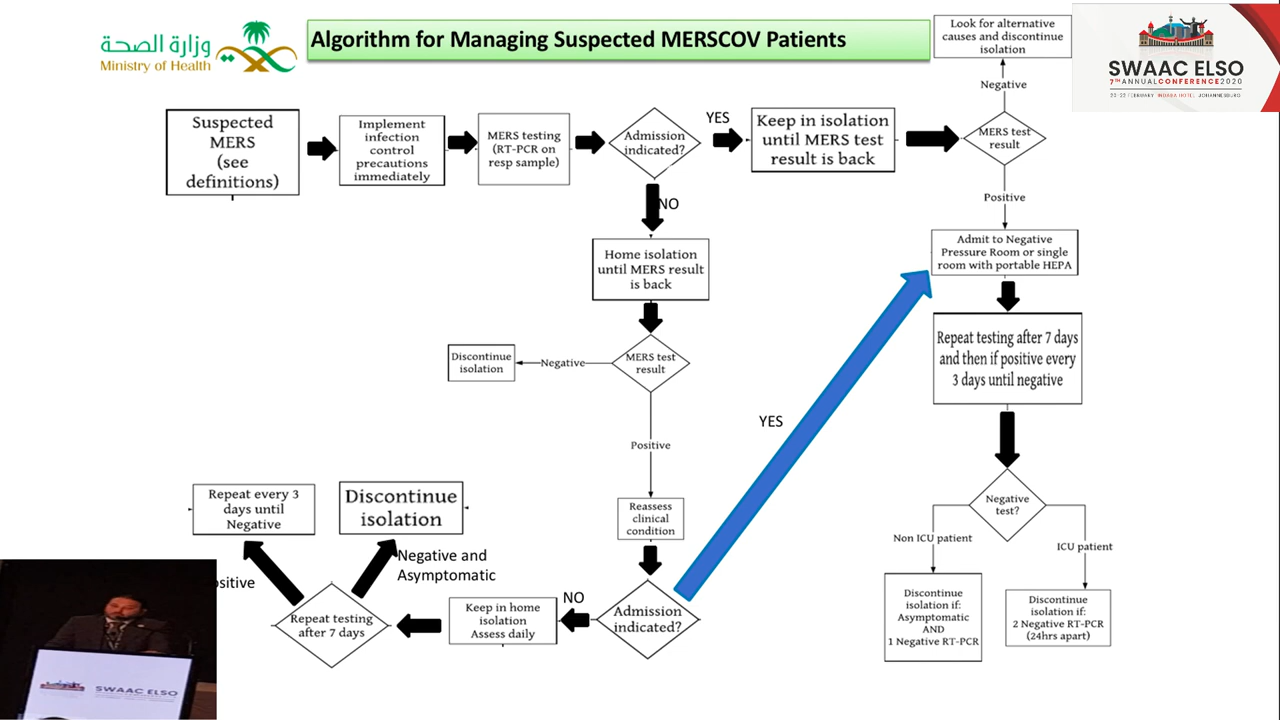 وزارة الصحة
Ministry of Health
Algorithm for Managing Suspected MERSCOV Patients
Look for alternative
causes and discontinue
isolation
SWAAC ELSO
7TH ANNUAL CONFERENCE 2020
20-22 FEBRUARY INDABA HOTEL JOHANNESBURG
Negative
Suspected
MERS
(see
definitions)
Implement
infection
control
precautions
immediately
MERS testing
(RT-PCR on
resp sample)
Admission
indicated?
YES
Keep in isolation
until MERS test
result is back
MERS test
result
NO
Positive
Home isolation
until MERS result
is back
Admit to Negative
Pressure Room or single
room with portable HEPA
Discontinue
isolation
Negative
MERS test
result
Repeat testing after 7 days
and then if positive every
3 days until negative
YES
Positive
Repeat every 3
days until
Negative
Discontinue
isolation
Reassess
clinical
condition
Negative
test?
Non ICU patient
ICU patient
ositive
Negative and
Asymptomatic
Repeat testing
after 7 days
Keep in home
isolation
Assess daily
NO
Admission
indicated?
Discontinue
isolation if:
Asymptomatic
AND
1 Negative RT-PCR
Discontinue
isolation if:
2 Negative RT-PCR
(24hrs apart)
SWAAC ELSO